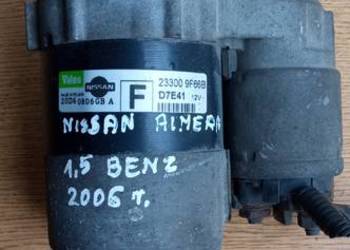 Valeo
NISSAN
F
23300 9F66B
D7E41 12V
NISSAN ALMERA
1.5 BENZ
2006 r.